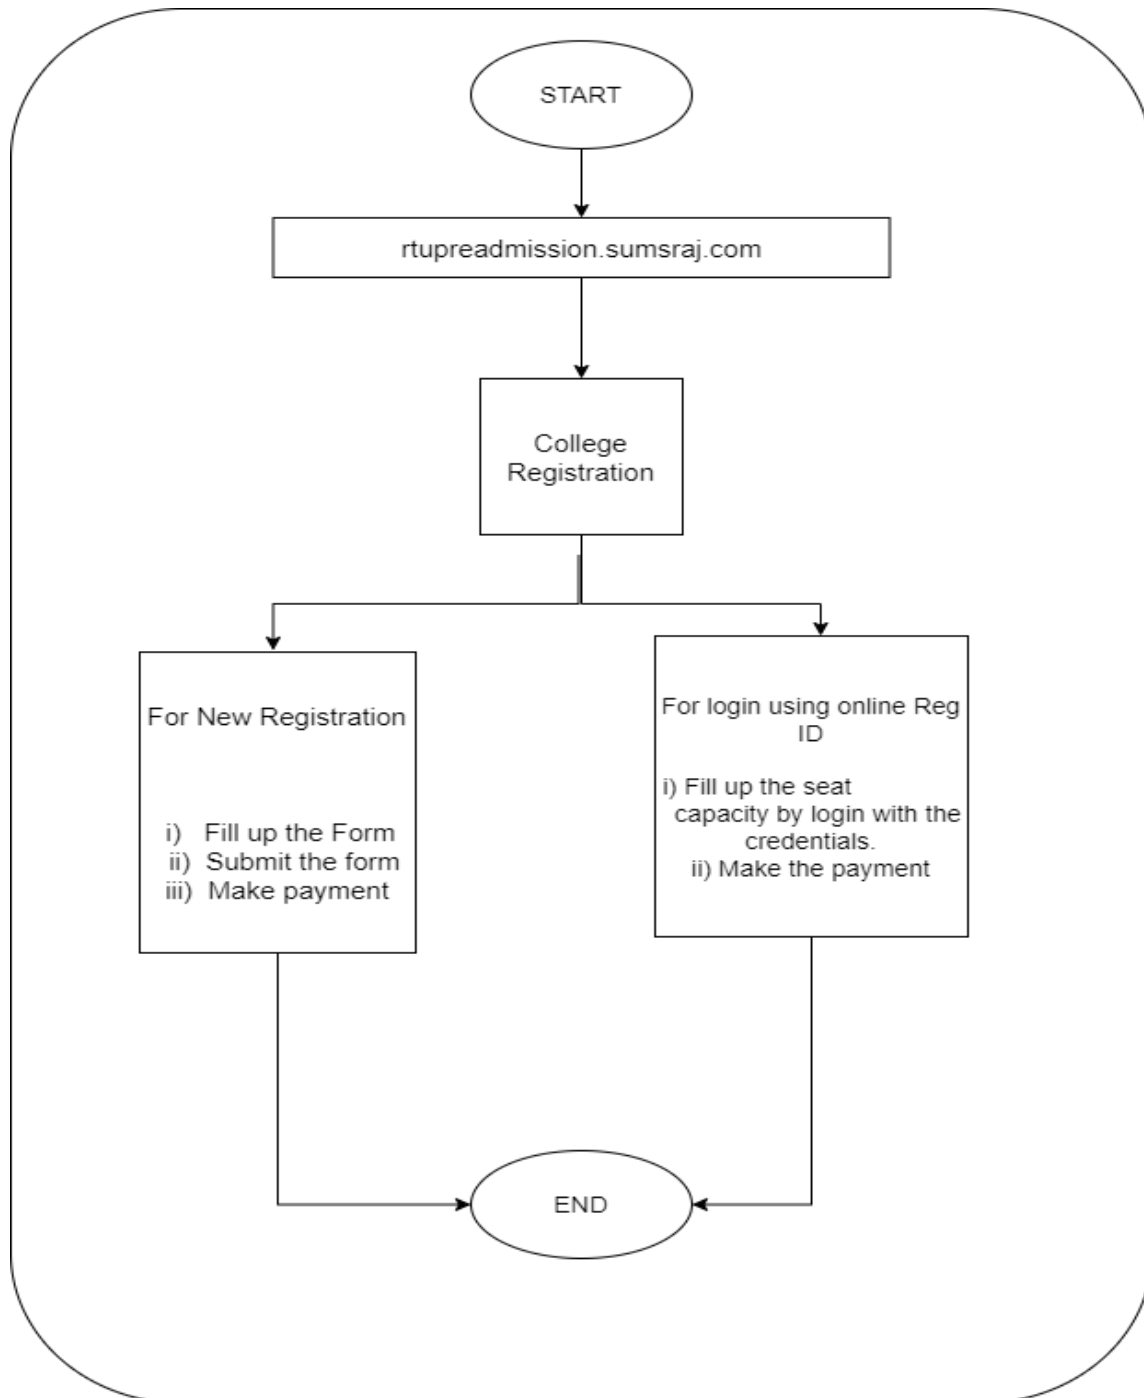 START
rtupreadmission.sumsraj.com
College
Registration
For New Registration
i) Fill up the Form
ii) Submit the form
iii) Make payment
For login using online Reg
ID
i) Fill up the seat
capacity by login with the
credentials.
ii) Make the payment
END